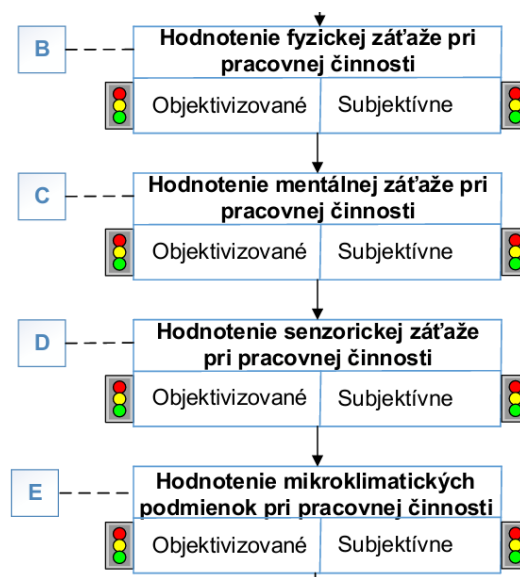 B
Hodnotenie fyzickej záťaže pri
pracovnej činnosti
Objektivizované Subjektívne
C
Hodnotenie mentálnej záťaže pri
pracovnej činnosti
Objektivizované Subjektívne
D
Hodnotenie senzorickej záťaže
pri pracovnej činnosti
Objektivizované Subjektívne
E
Hodnotenie mikroklimatických
podmienok pri pracovnej činnosti
Objektivizované Subjektívne